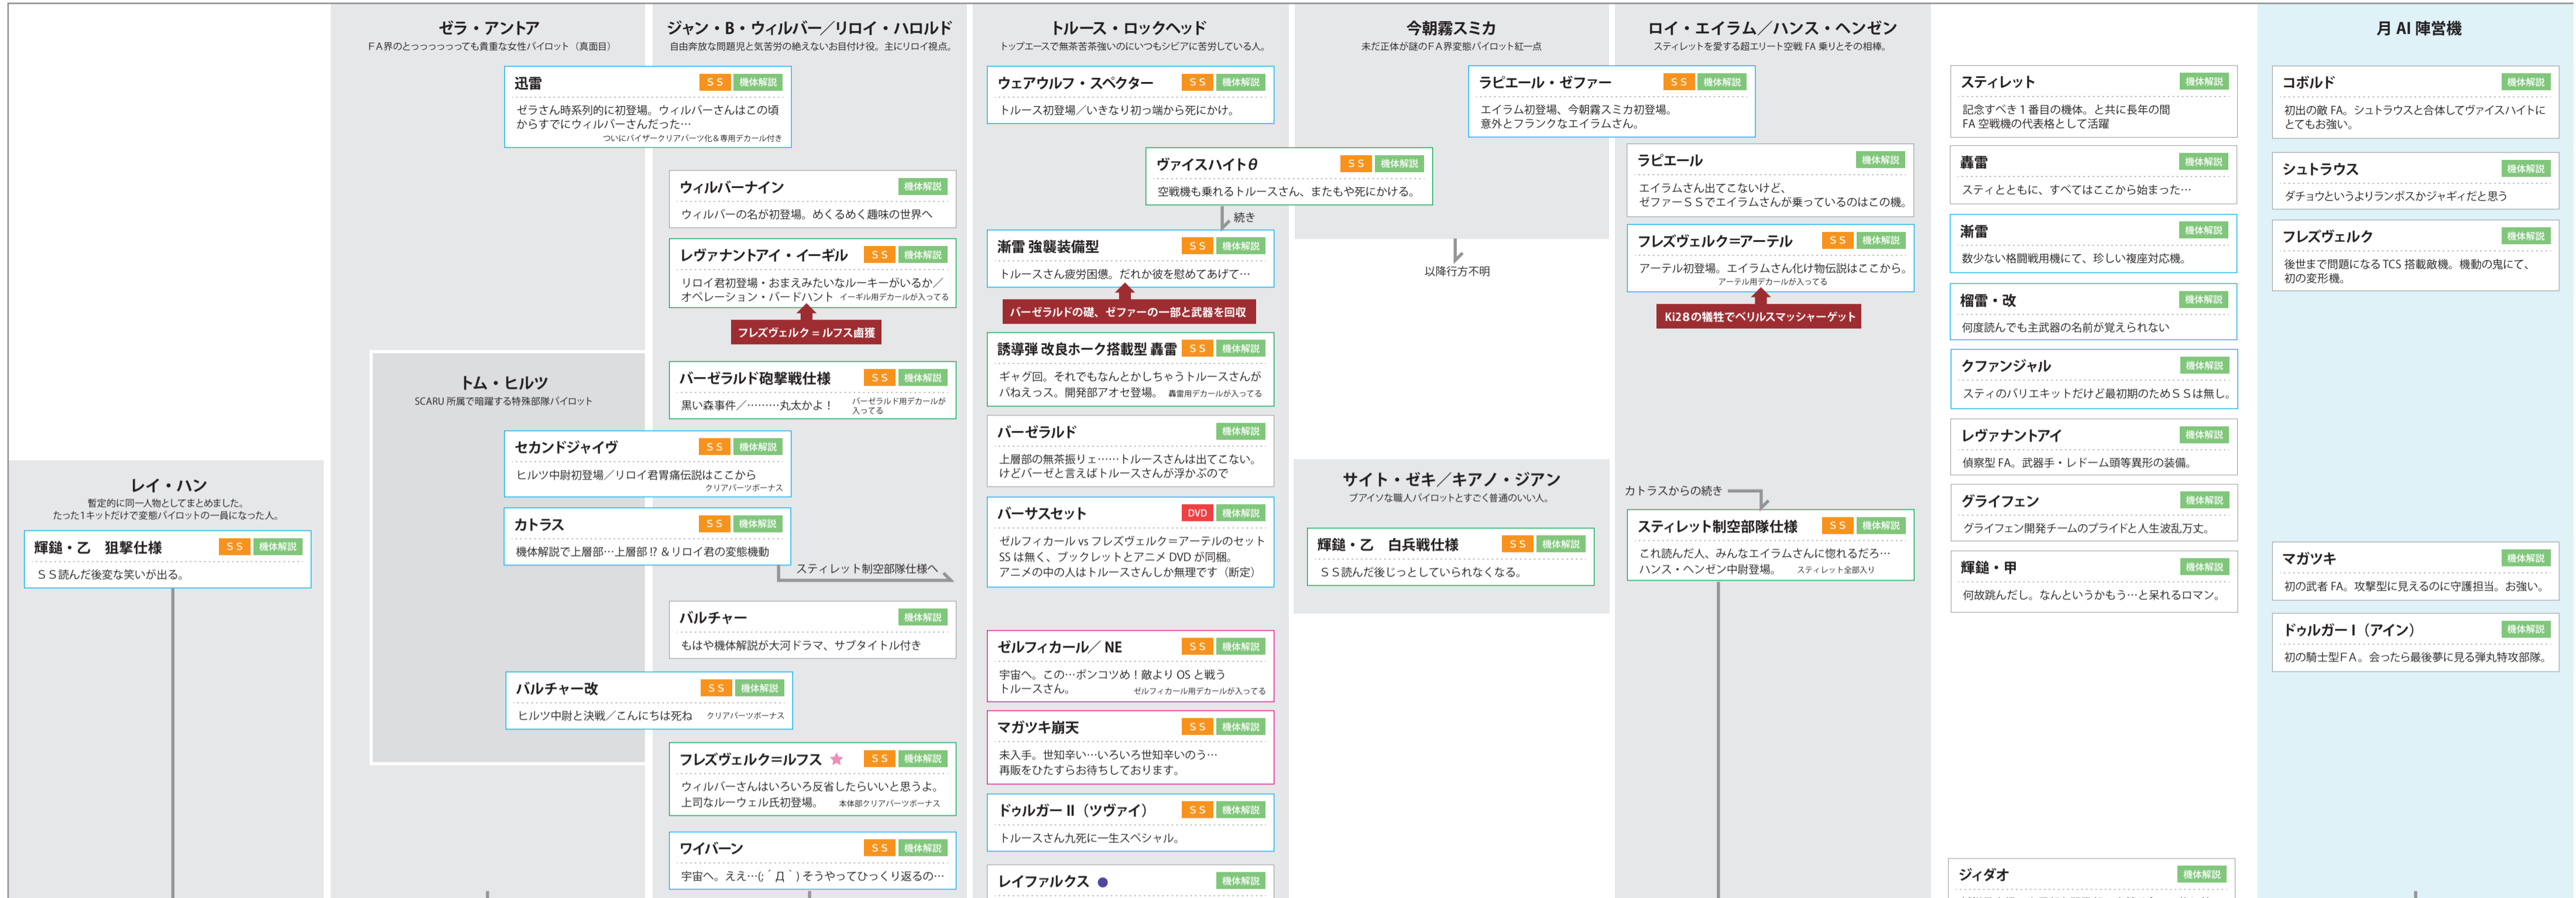 ゼラ・アントア
ＦＡ界のとっっっっっっても貴重な女性パイロット（真面目）
ジャン・B・ウィルバー／リロイ・ハロルド
自由奔放な問題児と気苦労の絶えないお目付け役。主にリロイ視点。
迅雷
ＳＳ
機体解説
ゼラさん時系列的に初登場。ウィルバーさんはこの頃
からすでにウィルバーさんだった…
ついにバイザークリアパーツ化＆専用デカール付き
ウィルバーナイン
機体解説
ウィルバーの名が初登場。めくるめく趣味の世界へ
レヴァナントアイ・イーギル
ＳＳ
機体解説
リロイ君初登場・おまえみたいなルーキーがいるか／
オペレーション・バードハント
イーギル用デカールが入ってる
フレズヴェルク＝ルフス鹵獲
バーゼラルド砲撃戦仕様
ＳＳ
機体解説
黒い森事件／………丸太かよ！
バーゼラルド用デカールが
入ってる
トム・ヒルツ
SCARU 所属で暗躍する特殊部隊パイロット
セカンドジャイヴ
ＳＳ
機体解説
ヒルツ中尉初登場／リロイ君胃痛伝説はここから
クリアパーツボーナス
カトラス
ＳＳ
機体解説
機体解説で上層部…上層部 !? ＆リロイ君の変態機動
スティレット制空部隊仕様へ
バルチャー
機体解説
もはや機体解説が大河ドラマ、サブタイトル付き
バルチャー改
ＳＳ
機体解説
ヒルツ中尉と決戦／こんにちは死ね
クリアパーツボーナス
フレズヴェルク＝ルフス ★
ＳＳ
機体解説
ウィルバーさんはいろいろ反省したらいいと思うよ。
上司なルーウェル氏初登場。
本体部クリアパーツボーナス
ワイバーン
ＳＳ
機体解説
宇宙へ。ええ…(;´Д｀) そうやってひっくり返るの…
レイ・ハン
暫定的に同一人物としてまとめました。
たった1キットだけで変態パイロットの一員になった人。
輝鎚・乙　狙撃仕様
ＳＳ
機体解説
ＳＳ読んだ後変な笑いが出る。
トルース・ロックヘッド
トップエースで無茶苦茶強いのにいつもシビアに苦労している人。
ウェアウルフ・スペクター
ＳＳ
機体解説
トルース初登場／いきなり初っ端から死にかけ。
ヴァイスハイトθ
ＳＳ
機体解説
空戦機も乗れるトルースさん、またもや死にかける。
続き
漸雷 強襲装備型
ＳＳ
機体解説
トルースさん疲労困憊。だれか彼を慰めてあげて…
バーゼラルドの礎、ゼファーの一部と武器を回収
誘導弾 改良ホーク搭載型 轟雷
ＳＳ
機体解説
ギャグ回。それでもなんとかしちゃうトルースさんが
パねえっス。開発部アオセ登場。
轟雷用デカールが入ってる
バーゼラルド
機体解説
上層部の無茶振りェ……トルースさんは出てこない。
けどバーゼと言えばトルースさんが浮かぶので
バーサスセット
DVD
機体解説
ゼルフィカール vs フレズヴェルク＝アーテルのセット
SS は無く、ブックレットとアニメ DVD が同梱。
アニメの中の人はトルースさんしか無理です（断定）
ゼルフィカール／ NE
ＳＳ
機体解説
宇宙へ。この…ポンコツめ！敵より OS と戦う
トルースさん。
ゼルフィカール用デカールが入ってる
マガツキ崩天
ＳＳ
機体解説
未入手。世知辛い…いろいろ世知辛いのう…
再販をひたすらお待ちしております。
ドゥルガー II（ツヴァイ）
ＳＳ
機体解説
トルースさん九死に一生スペシャル。
レイファルクス ●
機体解説
今朝霧スミカ
未だ正体が謎のＦＡ界変態パイロット紅一点
以降行方不明
サイト・ゼキ／キアノ・ジアン
ブアイソな職人パイロットとすごく普通のいい人。
輝鎚・乙　白兵戦仕様
ＳＳ
機体解説
ＳＳ読んだ後じっとしていられなくなる。
ロイ・エイラム／ハンス・ヘンゼン
スティレットを愛する超エリート空戦 FA 乗りとその相棒。
ラピエール・ゼファー
ＳＳ
機体解説
エイラム初登場、今朝霧スミカ初登場。
意外とフランクなエイラムさん。
ラピエール
機体解説
エイラムさん出てこないけど、
ゼファーＳＳでエイラムさんが乗っているのはこの機。
フレズヴェルク＝アーテル
ＳＳ
機体解説
アーテル初登場。エイラムさん化け物伝説はここから。
アーテル用デカールが入ってる
Ki28の犠牲でベリルスマッシャーゲット
カトラスからの続き
スティレット制空部隊仕様
ＳＳ
機体解説
これ読んだ人、みんなエイラムさんに惚れるだろ…
ハンス・ヘンゼン中尉登場。
スティレット全部入り
スティレット
機体解説
記念すべき１番目の機体。と共に長年の間
FA 空戦機の代表格として活躍
轟雷
機体解説
スティとともに、すべてはここから始まった…
漸雷
機体解説
数少ない格闘戦用機にて、珍しい複座対応機。
榴雷・改
機体解説
何度読んでも主武器の名前が覚えられない
クファンジャル
機体解説
スティのバリエキットだけど最初期のためＳＳは無し。
レヴァナントアイ
機体解説
偵察型 FA。武器手・レドーム頭等異形の装備。
グライフェン
機体解説
グライフェン開発チームのプライドと人生波乱万丈。
輝鎚・甲
機体解説
何故跳んだし。なんというかもう…と呆れるロマン。
ジィダオ
機体解説
月 AI 陣営機
コボルド
機体解説
初出の敵 FA。シュトラウスと合体してヴァイスハイトに
とてもお強い。
シュトラウス
機体解説
ダチョウというよりランポスかジャギィだと思う
フレズヴェルク
機体解説
後世まで問題になる TCS 搭載敵機。機動の鬼にて、
初の変形機。
マガツキ
機体解説
初の武者 FA。攻撃型に見えるのに守護担当。お強い。
ドゥルガー I（アイン）
機体解説
初の騎士型ＦＡ。会ったら最後夢に見る弾丸特攻部隊。